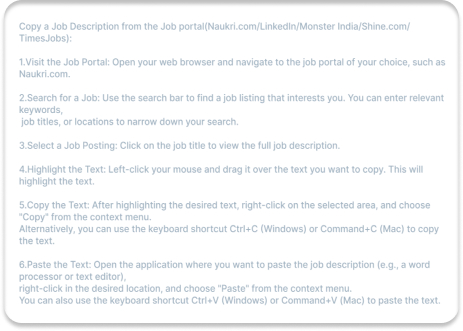 Copy a Job Description from the Job portal(Naukri.com/LinkedIn/Monster India/Shine.com/
TimesJobs):
1.Visit the Job Portal: Open your web browser and navigate to the job portal of your choice, such as
Naukri.com.
2.Search for a Job: Use the search bar to find a job listing that interests you. You can enter relevant
keywords,
job titles, or locations to narrow down your search.
3.Select a Job Posting: Click on the job title to view the full job description.
4.Highlight the Text: Left-click your mouse and drag it over the text you want to copy. This will
highlight the text.
5.Copy the Text: After highlighting the desired text, right-click on the selected area, and choose
"Copy" from the context menu.
Alternatively, you can use the keyboard shortcut Ctrl+C (Windows) or Command+C (Mac) to copy
the text.
6.Paste the Text: Open the application where you want to paste the job description (e.g., a word
processor or text editor),
right-click in the desired location, and choose "Paste" from the context menu.
You can also use the keyboard shortcut Ctrl+V (Windows) or Command+V (Mac) to paste the text.